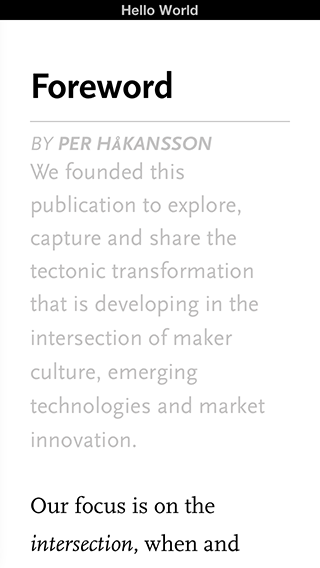 Hello World
Foreword
BY PER HÅKANSSON
We founded this
publication to explore,
capture and share the
tectonic transformation
that is developing in the
intersection of maker
culture, emerging
technologies and market
innovation.
Our focus is on the
intersection, when and